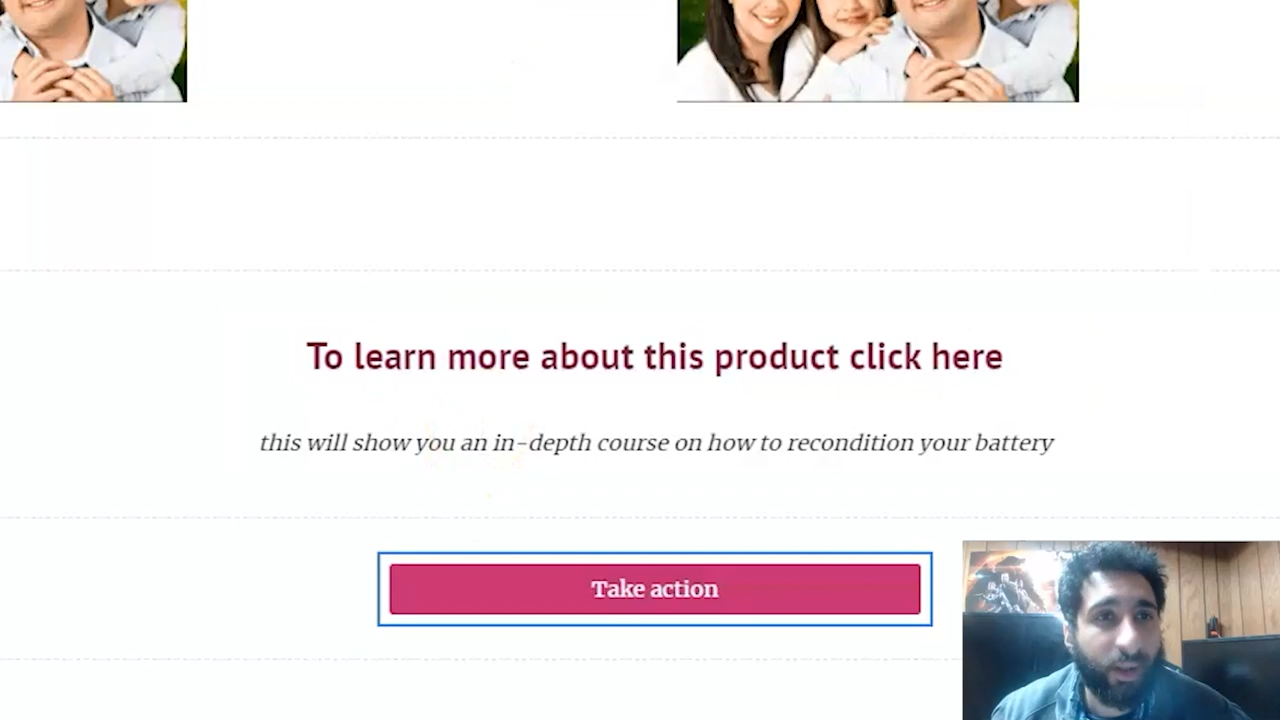 To learn more about this product click here
this will show you an in-depth course on how to recondition your battery
Take action